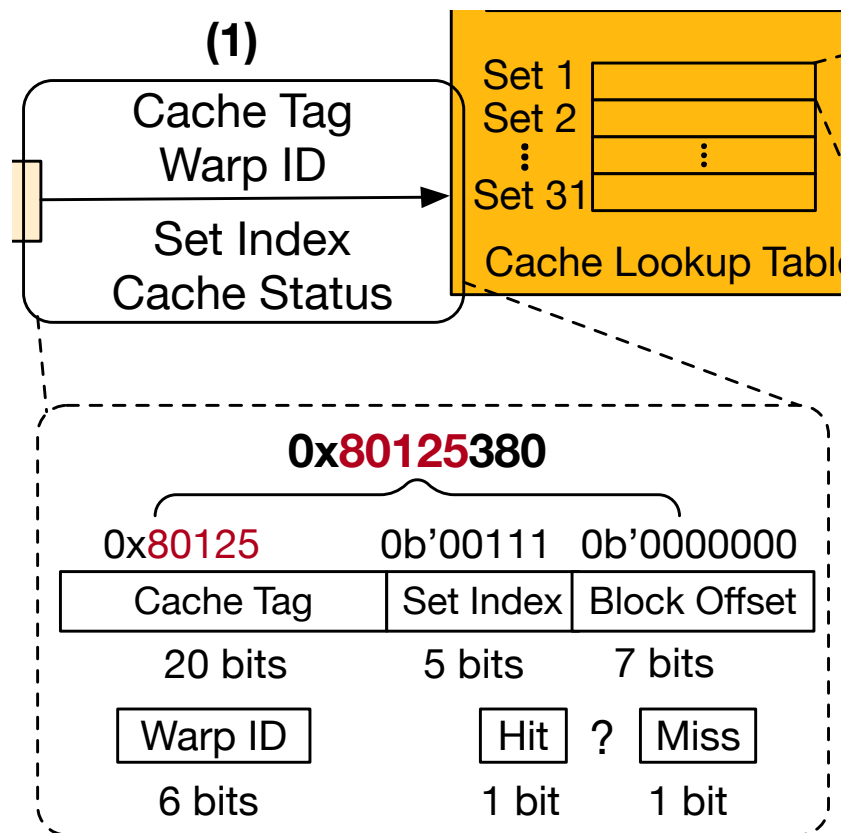 (1)
Cache Tag
Warp ID
Set Index
Cache Status
Set 1
Set 2
Set 31
Cache Lookup Table
0x80125380
0x80125 0b'00111 0b'0000000
Cache Tag Set Index Block Offset
20 bits 5 bits 7 bits
Warp ID Hit ? Miss
6 bits 1 bit 1 bit